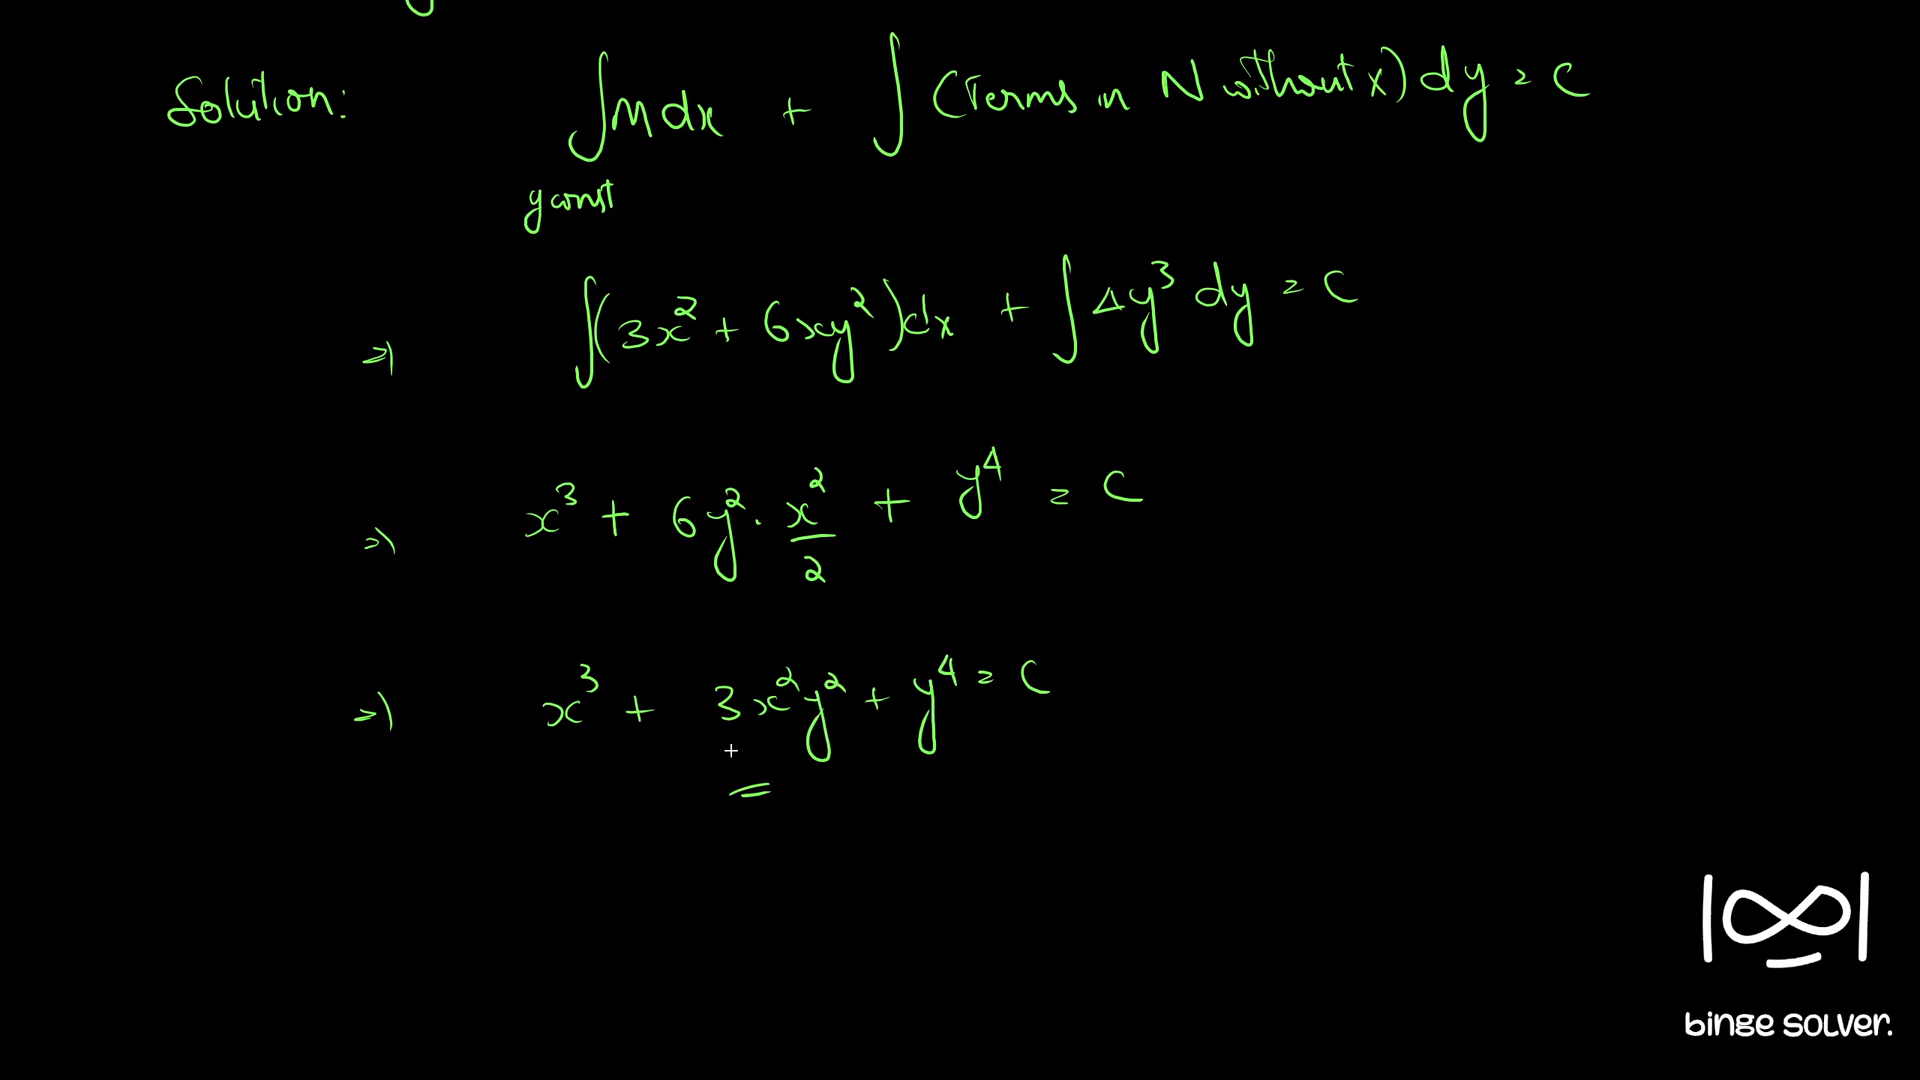 Solution: ∫M dx + ∫(Terms in N without x) dy = C
y const
⇒ ∫(3x² + 6xy²)dx + ∫4y³ dy = C
⇒ x³ + 6y² · x²/2 + y⁴ = C
⇒ x³ + 3x²y² + y⁴ = C
binge solver.